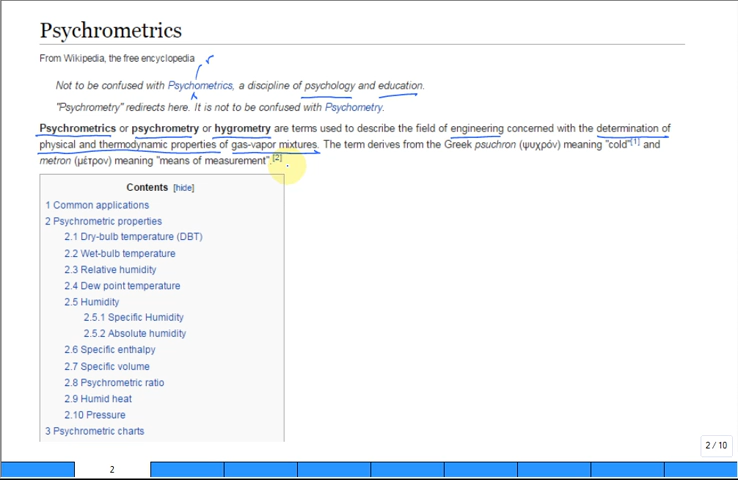 Psychrometrics
From Wikipedia, the free encyclopedia
r
Not to be confused with Psychometrics, a discipline of psychology and education.
"Psychrometry" redirects here. It is not to be confused with Psychometry.
Psychrometrics or psychrometry or hygrometry are terms used to describe the field of engineering concerned with the determination of
physical and thermodynamic properties of gas-vapor mixtures. The term derives from the Greek psuchron (ψυχρόν) meaning "cold"[1] and
metron (μέτρον) meaning "means of measurement".[2]
Contents [hide]
1 Common applications
2 Psychrometric properties
2.1 Dry-bulb temperature (DBT)
2.2 Wet-bulb temperature
2.3 Relative humidity
2.4 Dew point temperature
2.5 Humidity
2.5.1 Specific Humidity
2.5.2 Absolute humidity
2.6 Specific enthalpy
2.7 Specific volume
2.8 Psychrometric ratio
2.9 Humid heat
2.10 Pressure
3 Psychrometric charts
2 / 10
2